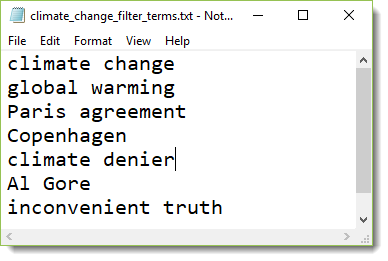 climate_change_filter_terms.txt - Not...
File Edit Format View Help
climate change
global warming
Paris agreement
Copenhagen
climate denier
Al Gore
inconvenient truth